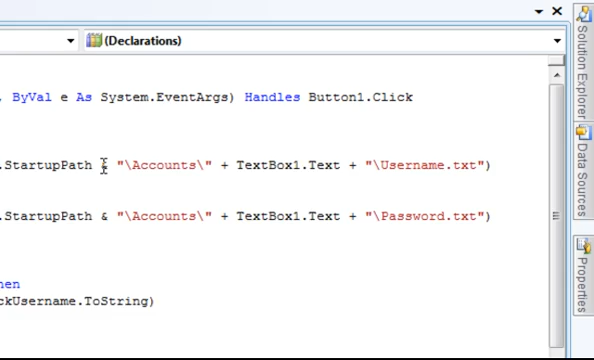 (Declarations)
, ByVal e As System.EventArgs) Handles Button1.Click
.StartupPath & "\Accounts\" + TextBox1.Text + "\Username.txt")
.StartupPath & "\Accounts\" + TextBox1.Text + "\Password.txt")
hen
ckUsername.ToString)
Solution Explorer
Data Sources
Properties